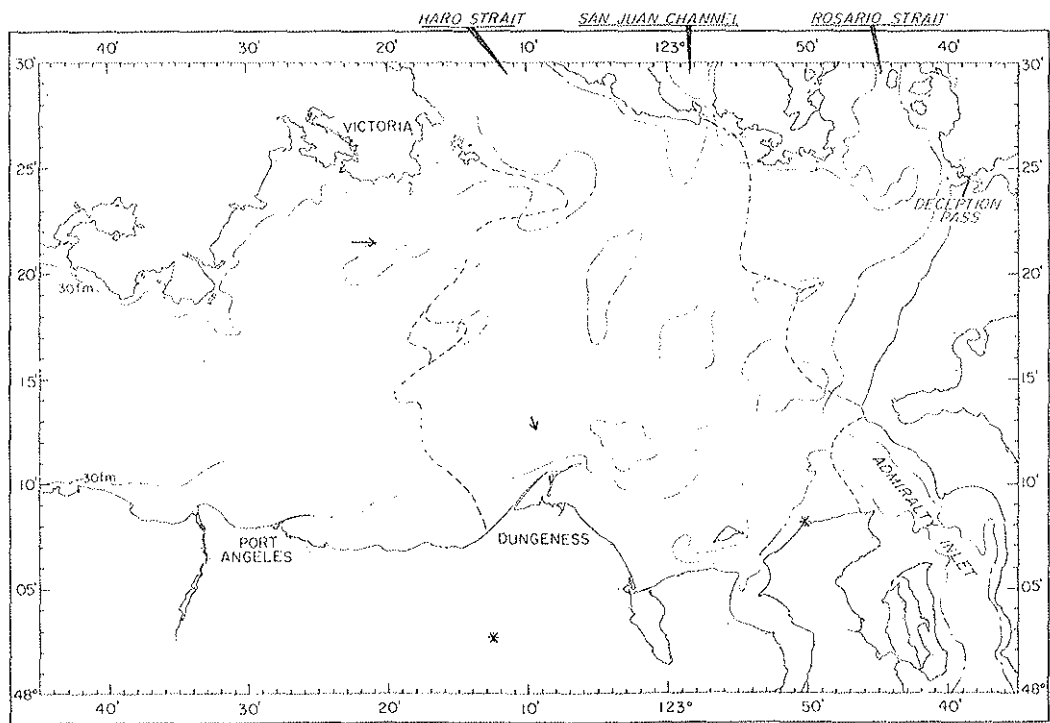 HARO STRAIT SAN JUAN CHANNEL ROSARIO STRAIT
40' 30' 20' 10' 123° 50' 40'
30' 30'
VICTORIA
25' 25'
DECEPTION
PASS
20' 20'
30fm.
15' 15'
30fm.
10' 10'
ADMIRALTY INLET
PORT
ANGELES
DUNGENESS
05' 05'
48° 48°
40' 30' 20' 10' 123° 50' 40'